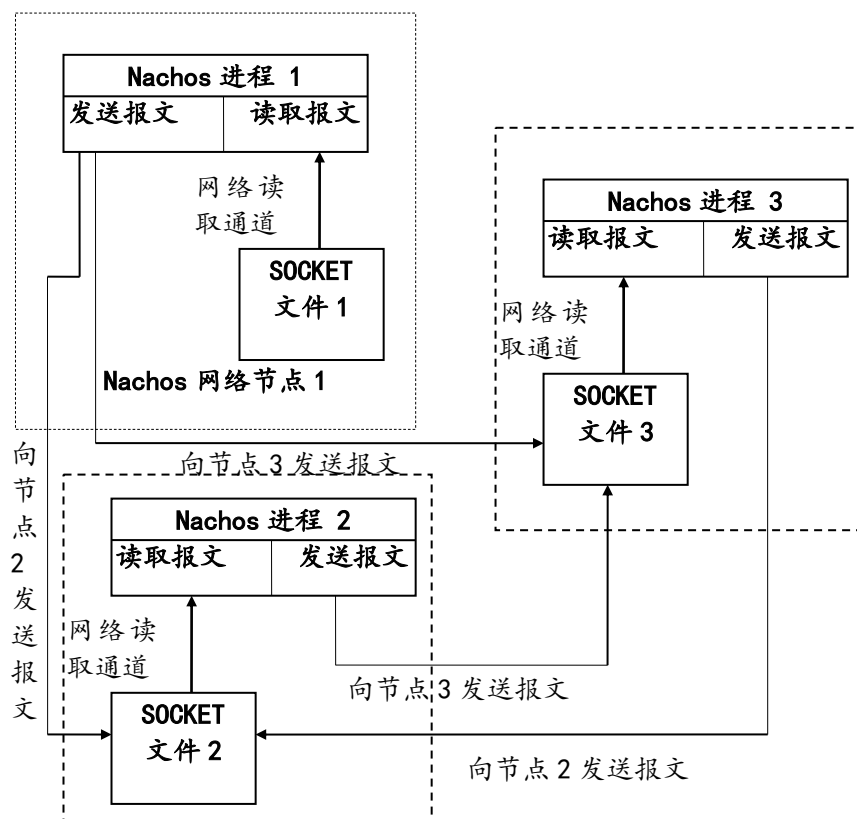 Nachos 进程 1
发送报文 读取报文
网络读
取通道
SOCKET
文件1
Nachos 网络节点1
Nachos 进程 3
读取报文 发送报文
网络读
取通道
SOCKET
文件3
向节点3发送报文
向
节
点
2
发
送
报
文
Nachos 进程 2
读取报文 发送报文
网络读
取通道
SOCKET
文件2
向节点3发送报文
向节点2发送报文